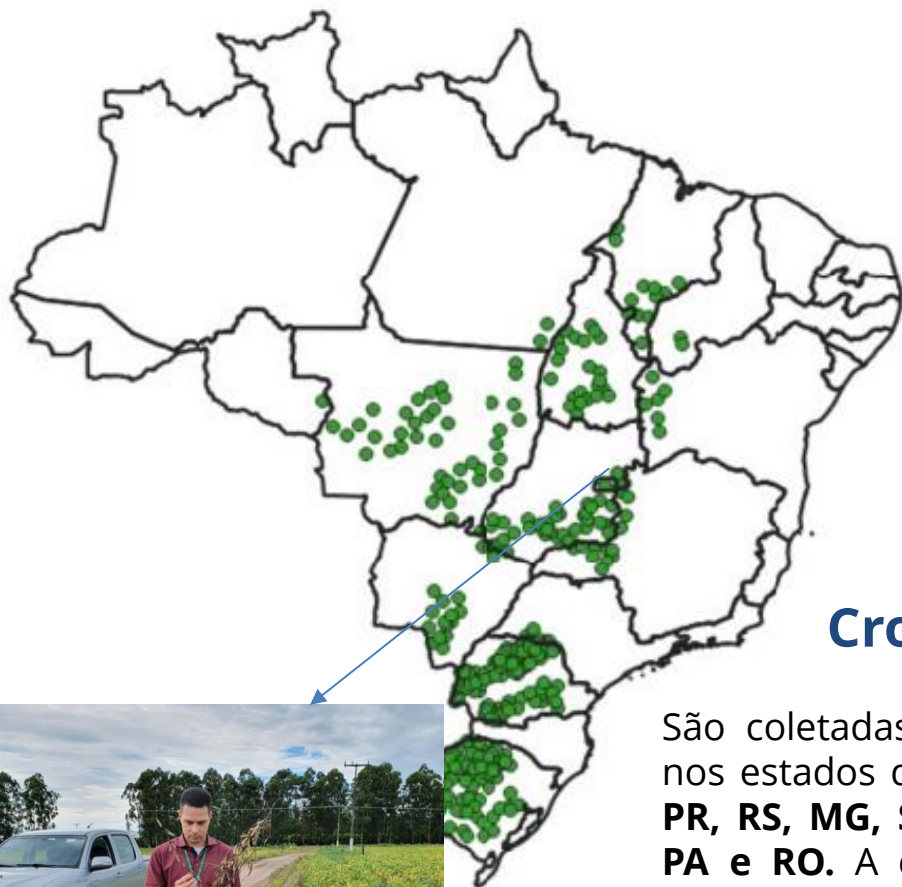 Cro
São coletadas
nos estados
PR, RS, MG,
PA e RO. A